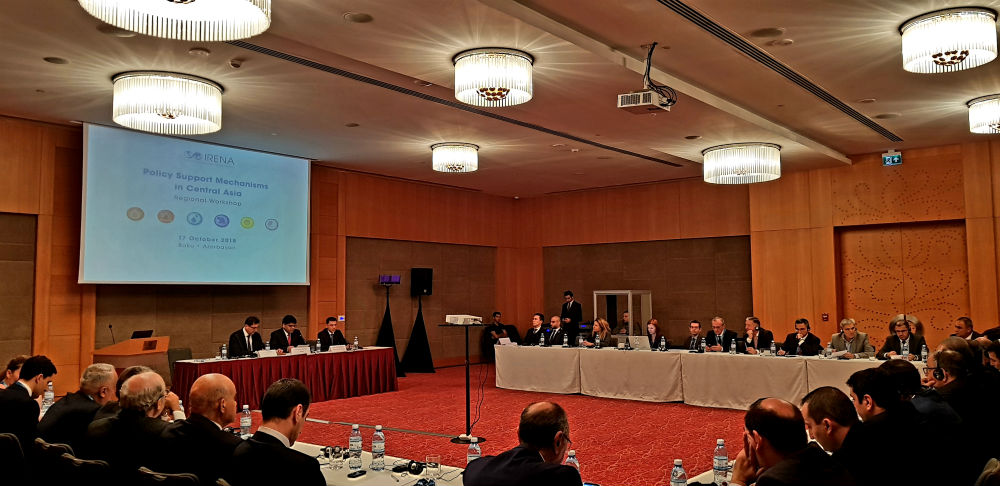 IRENA
Policy Support Mechanisms
in Central Asia
Regional Workshop
17 October 2018
Baku • Azerbaijan